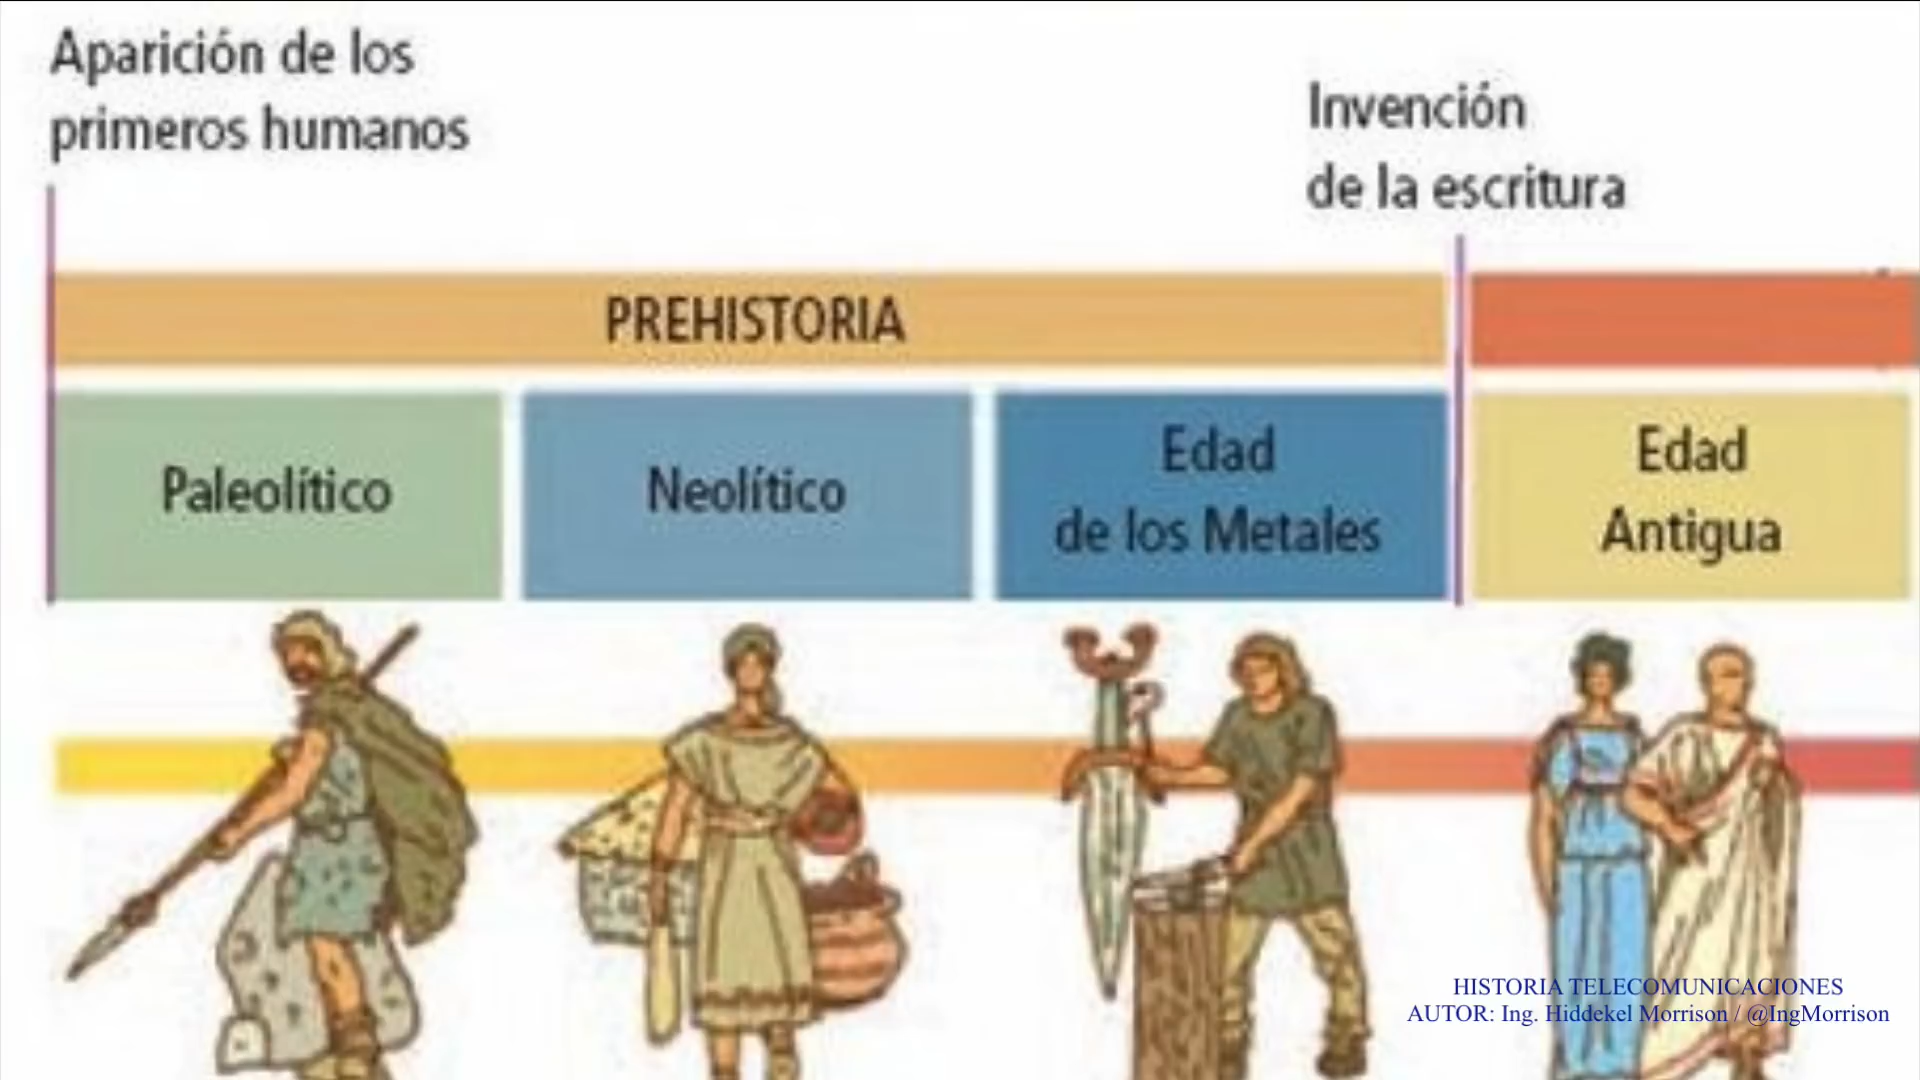 Aparición de los
primeros humanos
Invención
de la escritura
PREHISTORIA
Paleolítico
Neolítico
Edad
de los Metales
Edad
Antigua
HISTORIA TELECOMUNICACIONES
AUTOR: Ing. Hiddekel Morrison / @IngMorrison